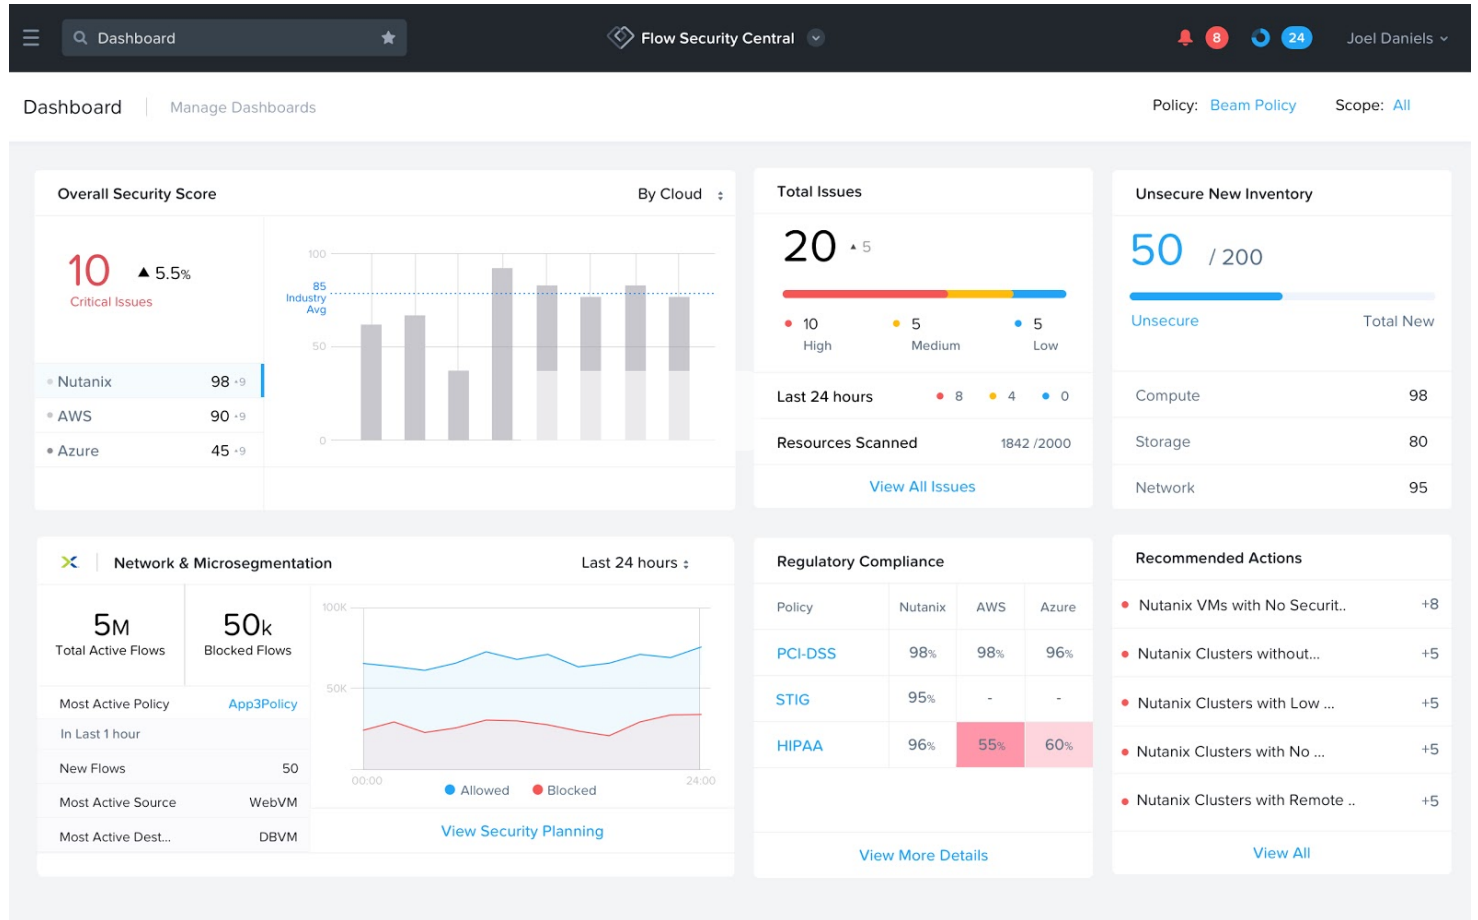 Dashboard
Flow Security Central
8
24
Joel Daniels
Dashboard
Manage Dashboards
Policy: Beam Policy
Scope: All
Overall Security Score
By Cloud
10
5.5%
Critical Issues
Nutanix 98 +9
AWS 90 +9
Azure 45 +9
100
85
Industry
Avg
50
0
Total Issues
20
5
10
High
5
Medium
5
Low
Last 24 hours 8 4 0
Resources Scanned 1842 /2000
View All Issues
Unsecure New Inventory
50 / 200
Unsecure Total New
Compute 98
Storage 80
Network 95
Network & Microsegmentation
Last 24 hours
5M
Total Active Flows
50k
Blocked Flows
Most Active Policy App3Policy
In Last 1 hour
New Flows 50
Most Active Source WebVM
Most Active Dest... DBVM
100K
50K
00:00 24:00
Allowed Blocked
View Security Planning
Regulatory Compliance
Policy Nutanix AWS Azure
PCI-DSS 98% 98% 96%
STIG 95% - -
HIPAA 96% 55% 60%
View More Details
Recommended Actions
Nutanix VMs with No Securit.. +8
Nutanix Clusters without... +5
Nutanix Clusters with Low ... +5
Nutanix Clusters with No ... +5
Nutanix Clusters with Remote .. +5
View All